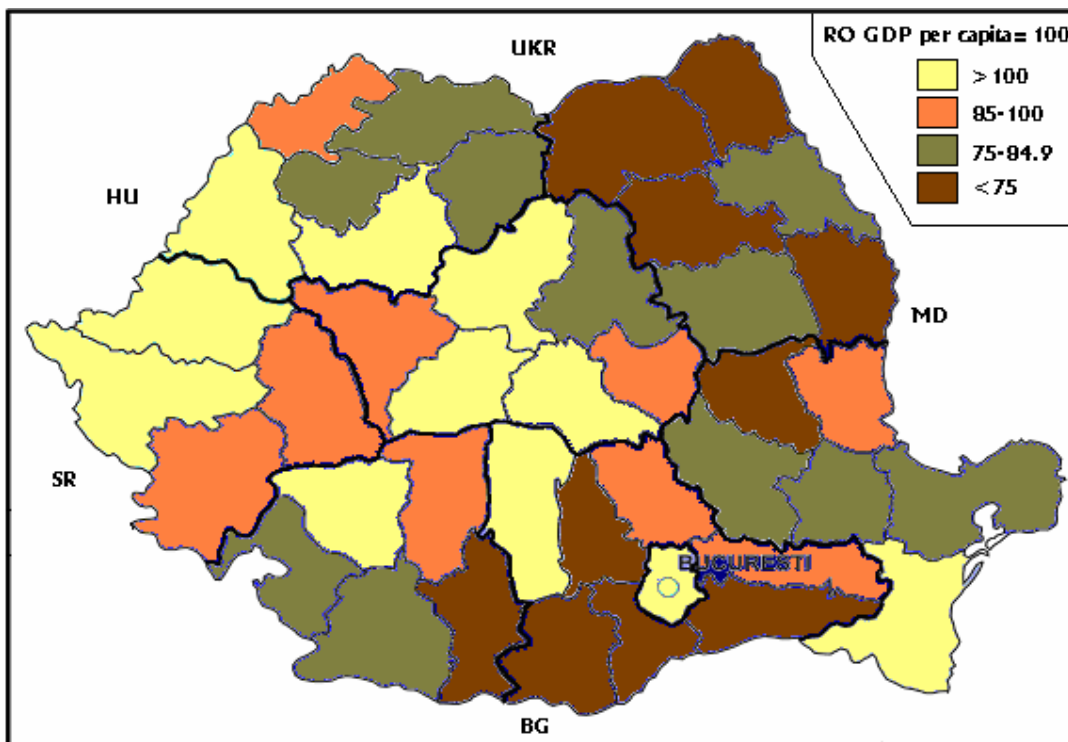 RO GDP per capita= 100
> 100
85-100
75-84.9
< 75
UKR
HU
MD
SR
BUCURESTI
BG